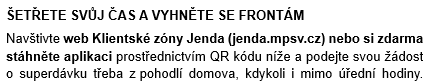 ŠETŘETE SVŮJ ČAS A VYHNĚTE SE FRONTÁM
Navštivte web Klientské zóny Jenda (jenda.mpsv.cz) nebo si zdarma
stáhněte aplikaci prostřednictvím QR kódu níže a podejte svou žádost
o superdávku třeba z pohodlí domova, kdykoli i mimo úřední hodiny.